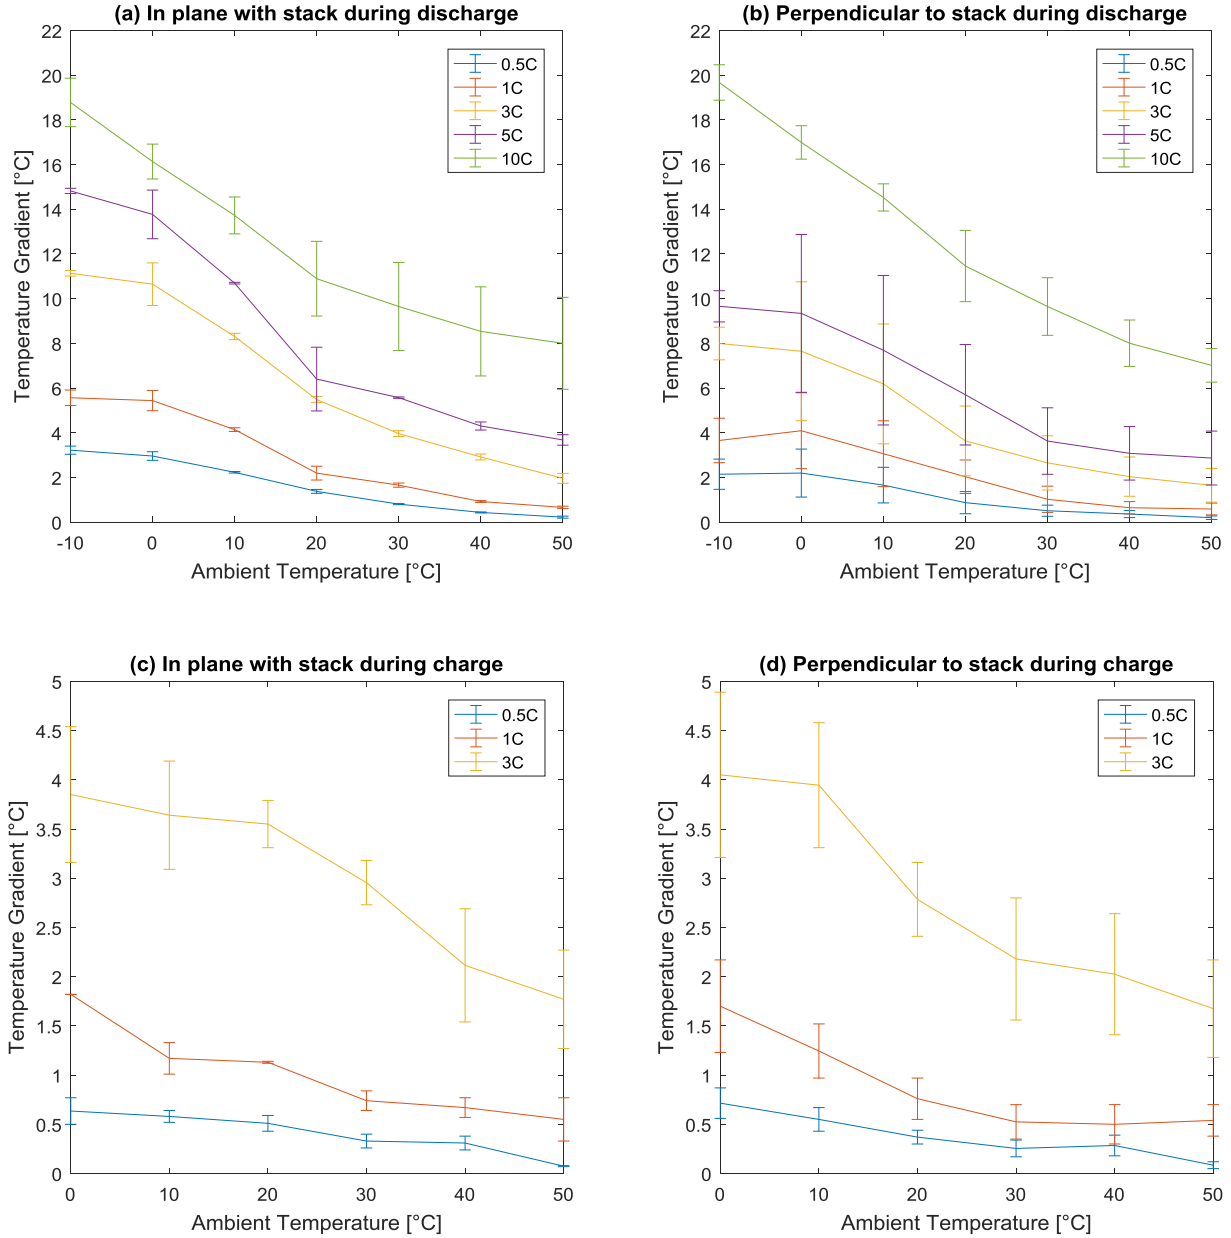 (a) In plane with stack during discharge
Temperature Gradient [°C]
22
20
18
16
14
12
10
8
6
4
2
0
-10 0 10 20 30 40 50
Ambient Temperature [°C]
0.5C
1C
3C
5C
10C
(b) Perpendicular to stack during discharge
Temperature Gradient [°C]
22
20
18
16
14
12
10
8
6
4
2
0
-10 0 10 20 30 40 50
Ambient Temperature [°C]
0.5C
1C
3C
5C
10C
(c) In plane with stack during charge
Temperature Gradient [°C]
5
4.5
4
3.5
3
2.5
2
1.5
1
0.5
0
0 10 20 30 40 50
Ambient Temperature [°C]
0.5C
1C
3C
(d) Perpendicular to stack during charge
Temperature Gradient [°C]
5
4.5
4
3.5
3
2.5
2
1.5
1
0.5
0
0 10 20 30 40 50
Ambient Temperature [°C]
0.5C
1C
3C